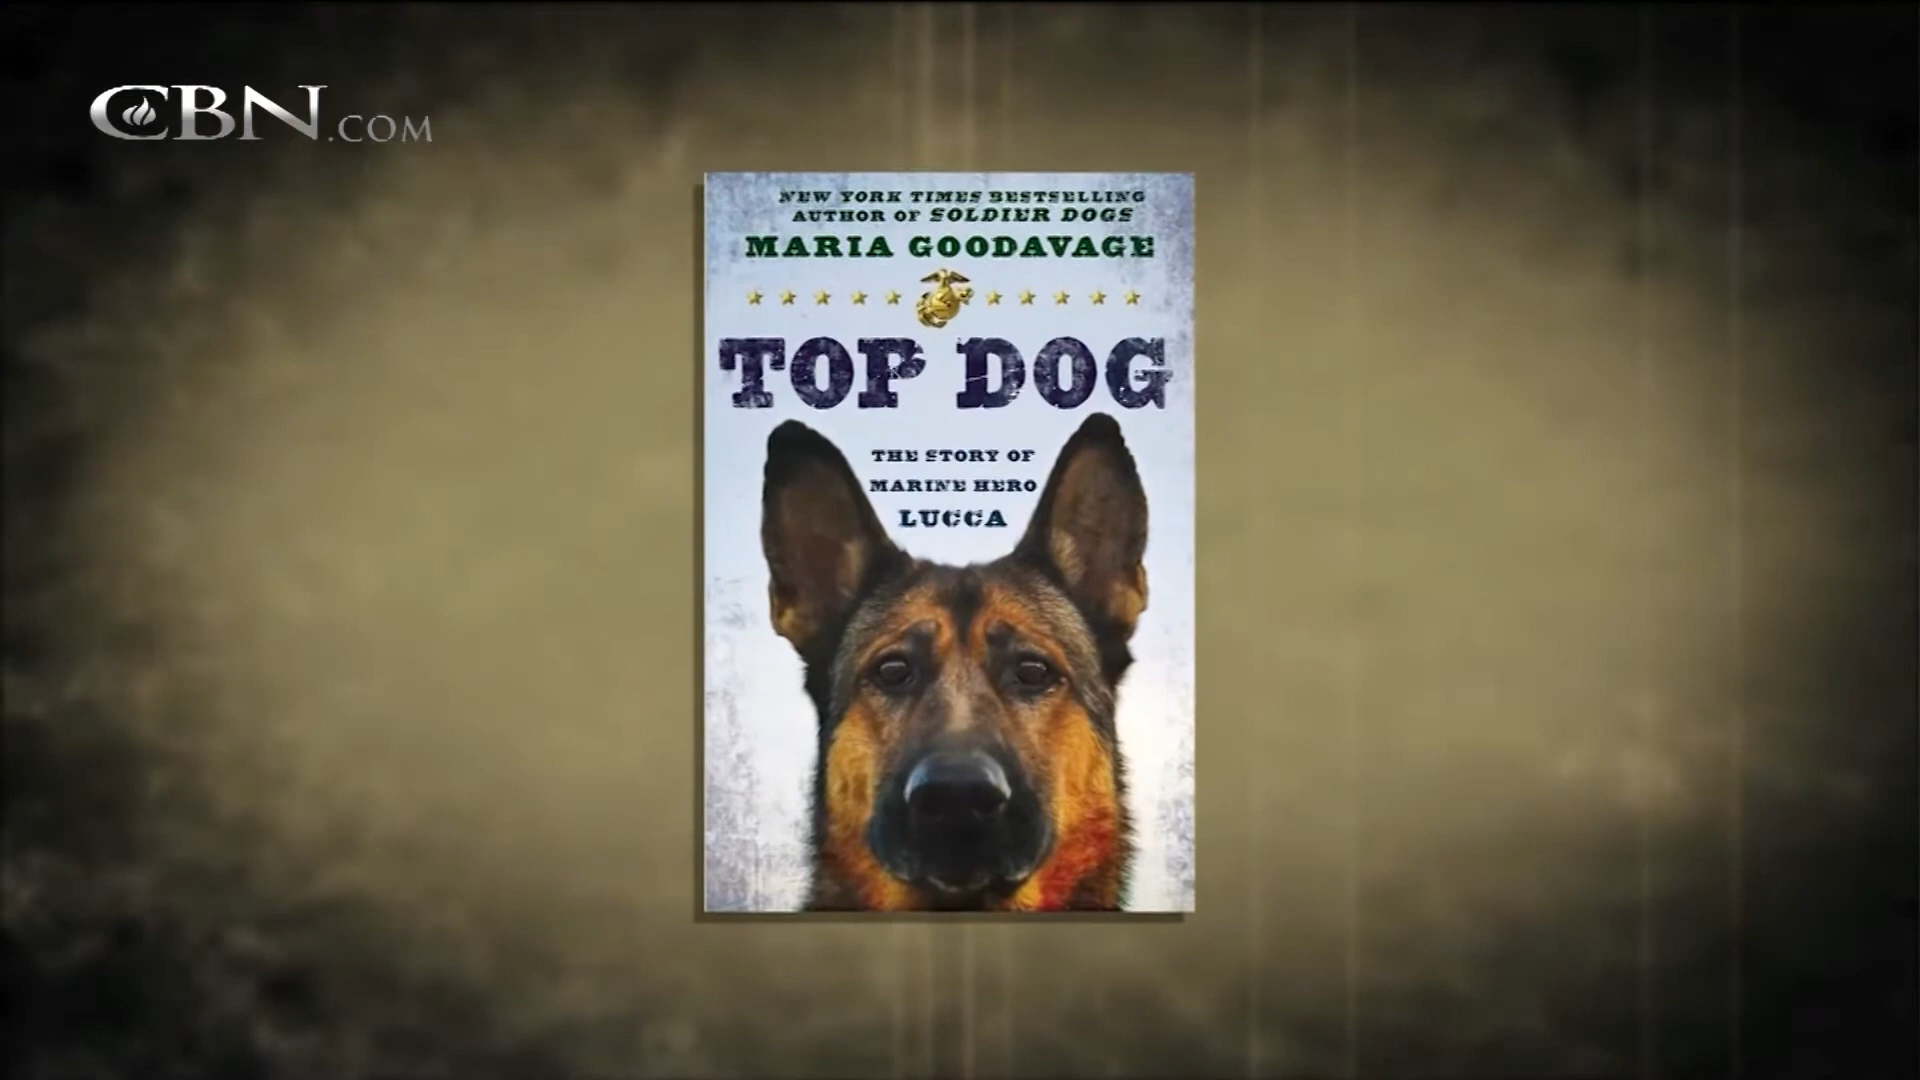 CBN.COM
NEW YORK TIMES BESTSELLING
AUTHOR OF SOLDIER DOGS
MARIA GOODAVAGE
TOP DOG
THE STORY OF
MARINE HERO
LUCCA